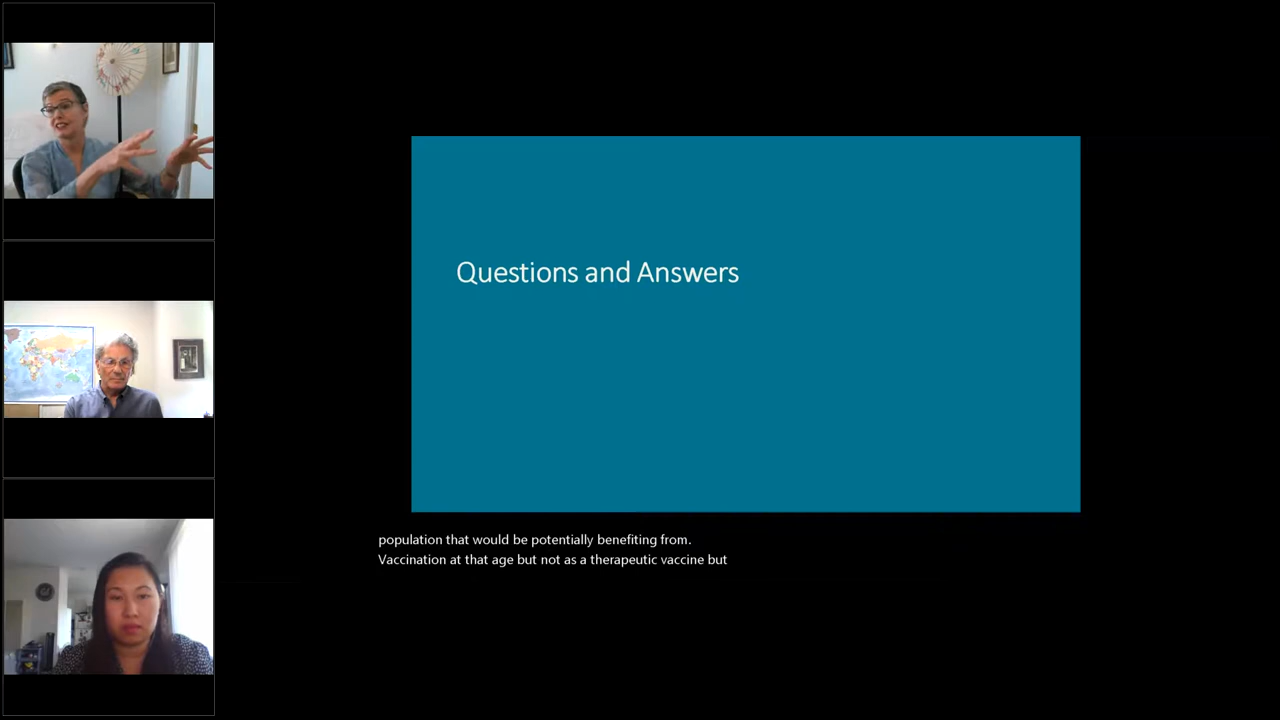 Questions and Answers
population that would be potentially benefiting from.
Vaccination at that age but not as a therapeutic vaccine but